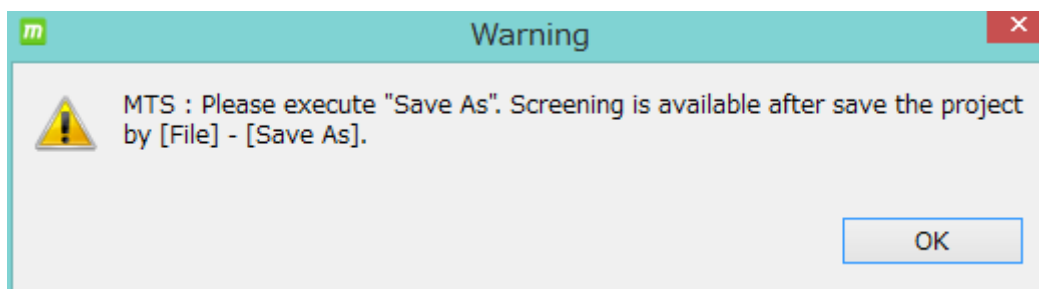 m
Warning
×
MTS : Please execute "Save As". Screening is available after save the project
by [File] - [Save As].
OK